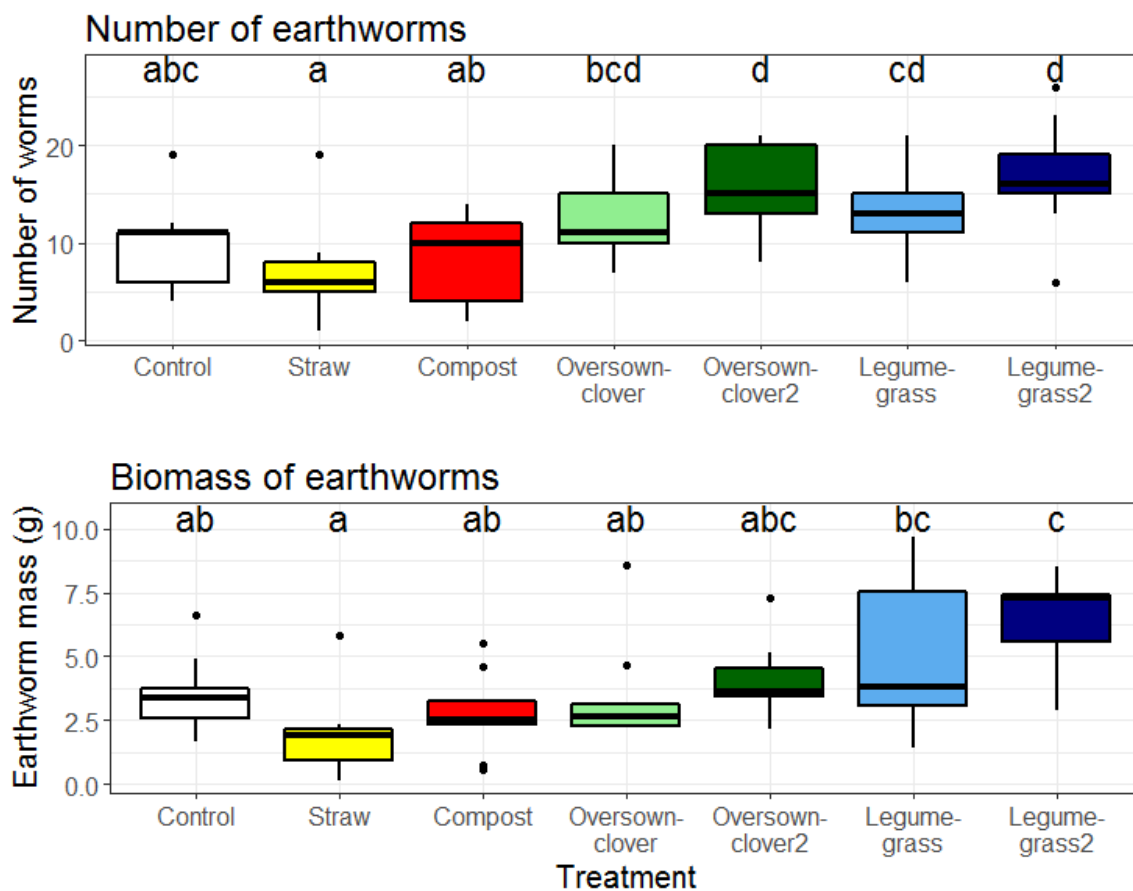 Number of earthworms
abc a ab bcd d cd d
Number of worms
20
10
0
Control Straw Compost Oversown- Oversown- Legume- Legume-
clover clover2 grass grass2
Biomass of earthworms
ab a ab ab abc bc c
Earthworm mass (g)
10.0
7.5
5.0
2.5
0.0
Control Straw Compost Oversown- Oversown- Legume- Legume-
clover clover2 grass grass2
Treatment